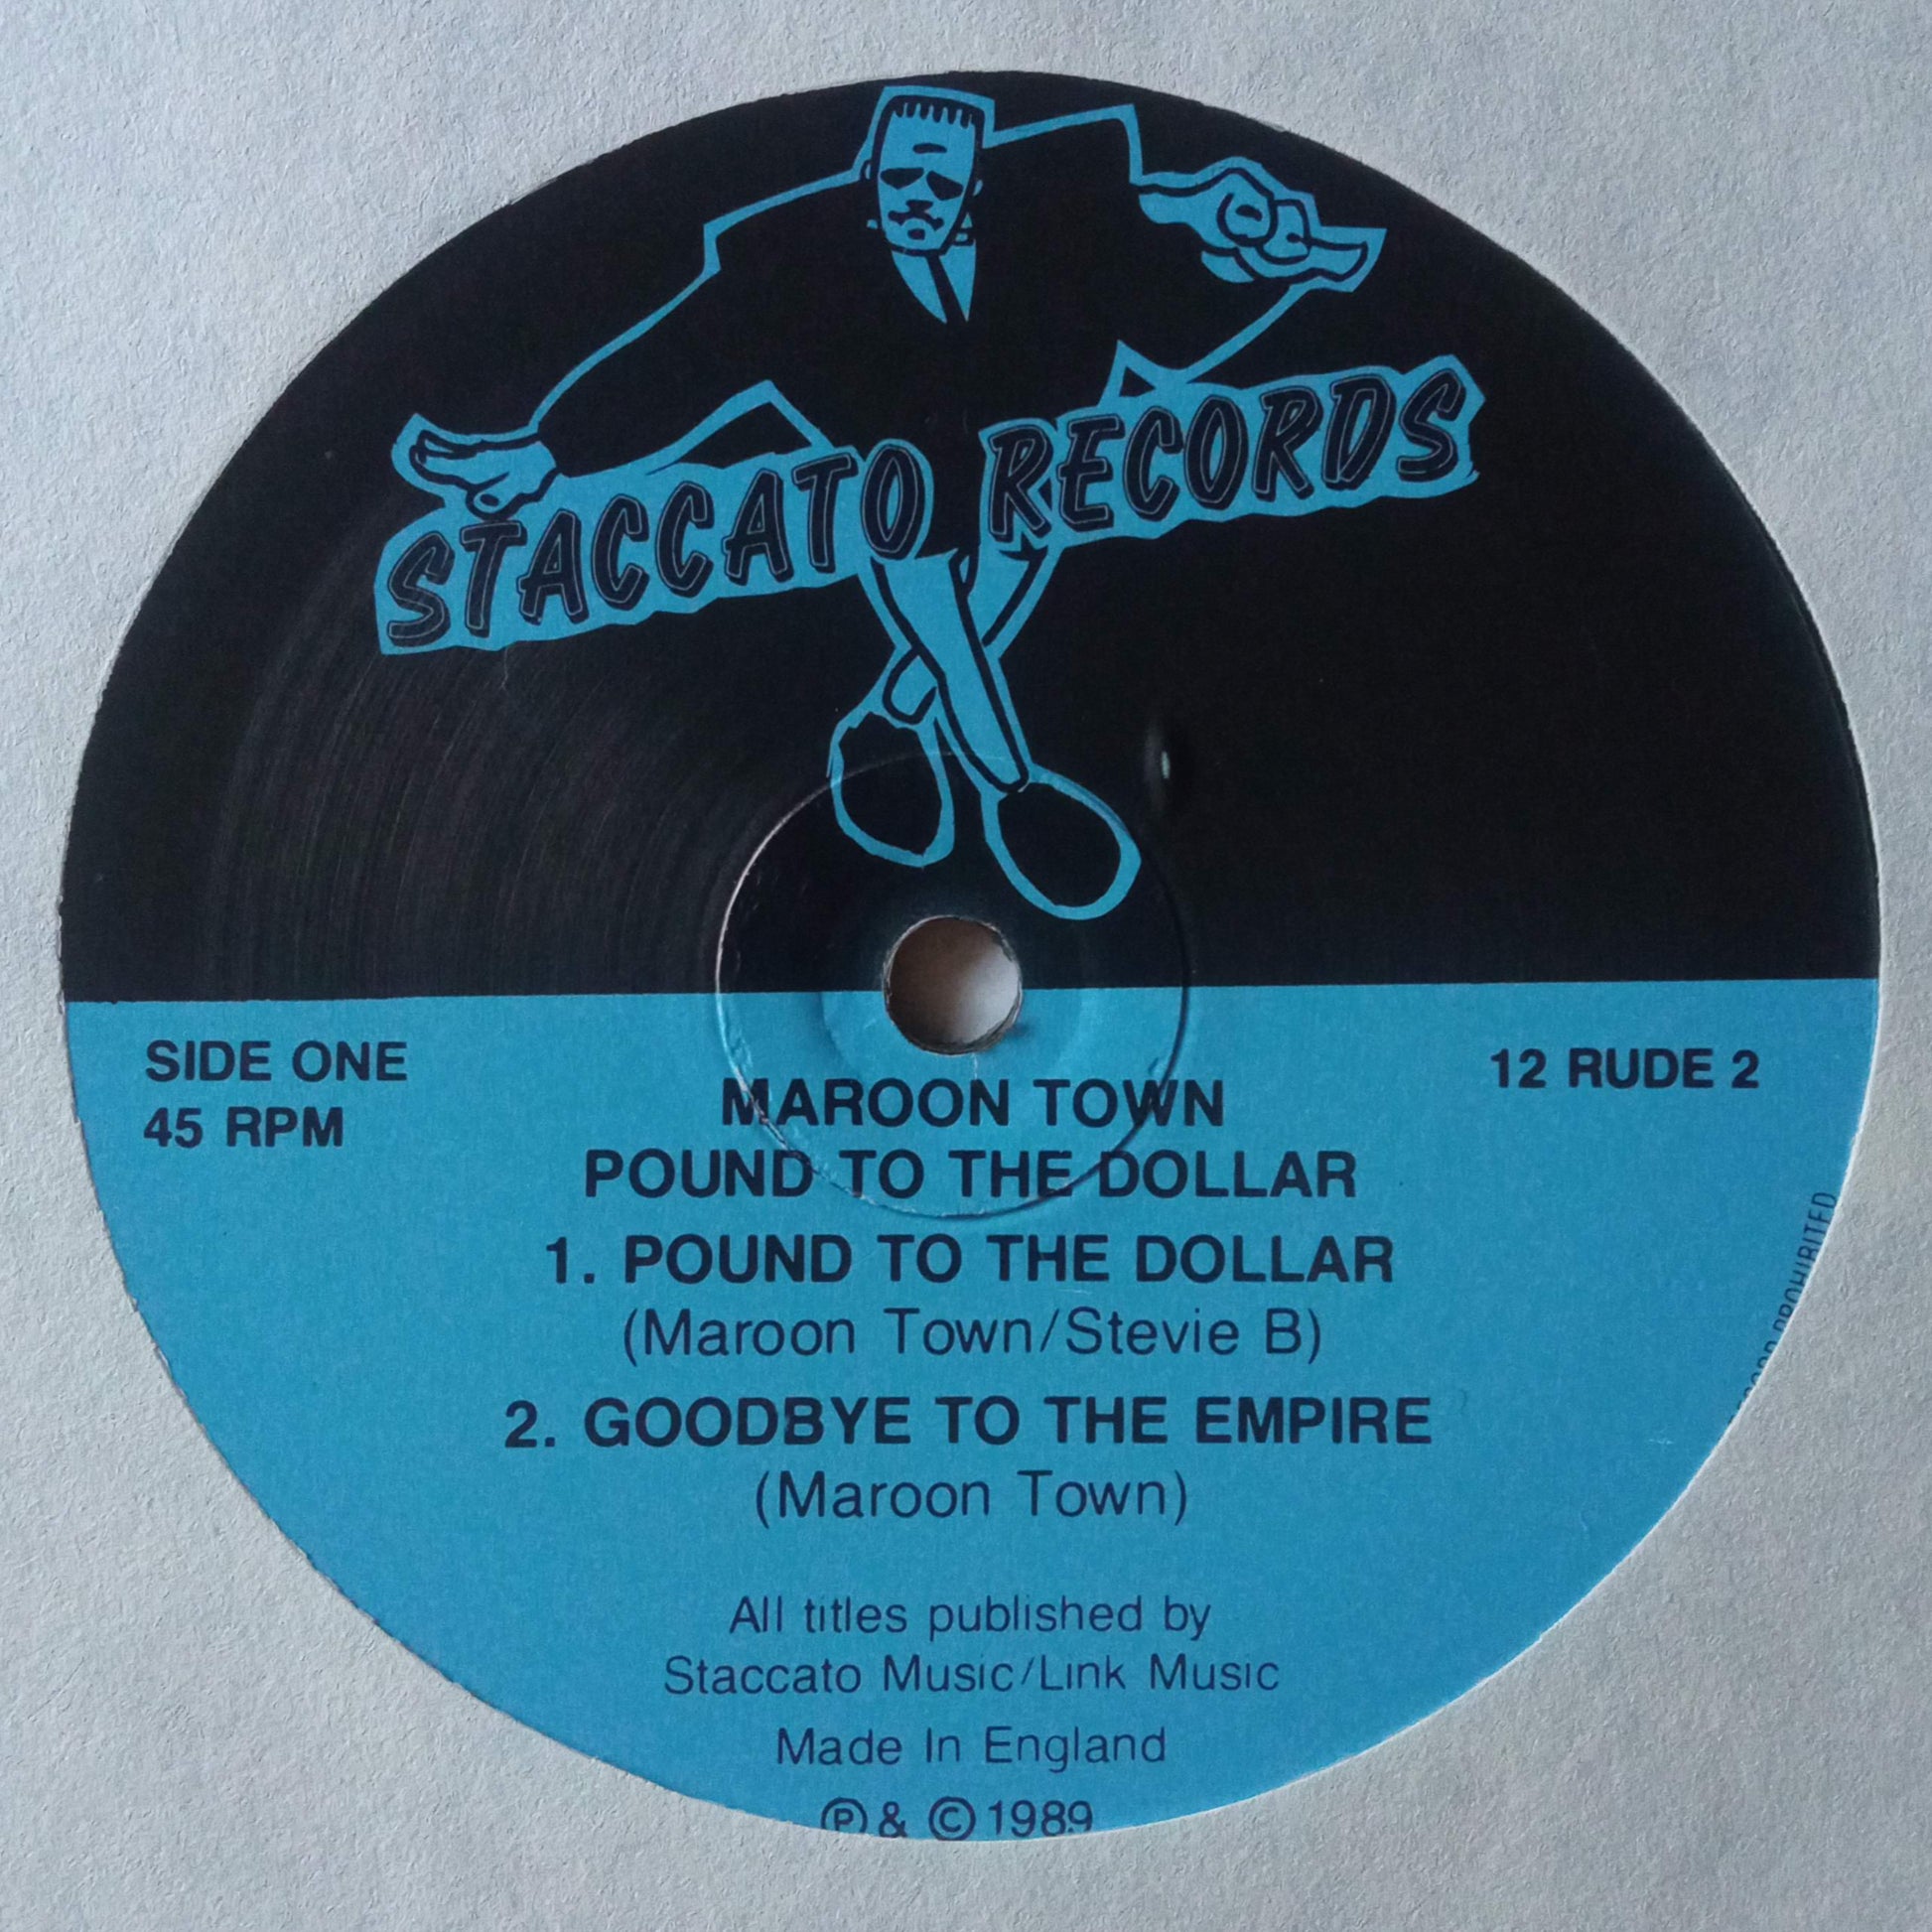 STACCATO RECORDS
SIDE ONE
45 RPM
12 RUDE 2
MAROON TOWN
POUND TO THE DOLLAR
1. POUND TO THE DOLLAR
(Maroon Town/Stevie B)
2. GOODBYE TO THE EMPIRE
(Maroon Town)
All titles published by
Staccato Music/Link Music
Made In England
℗ & © 1989
PROHIBITED